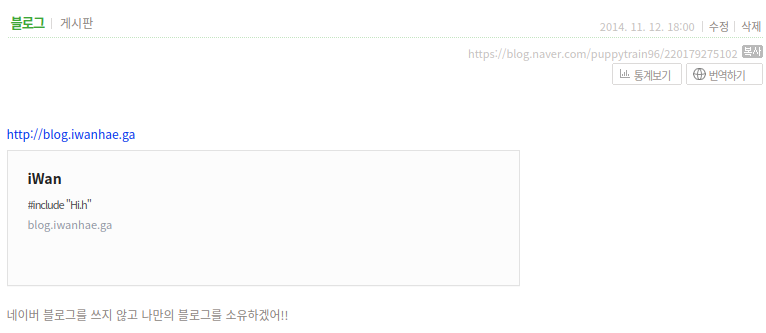 블로그 | 게시판
2014. 11. 12. 18:00 | 수정 | 삭제
https://blog.naver.com/puppytrain96/220179275102 복사
통계보기 번역하기
http://blog.iwanhae.ga
iWan
#include "Hi.h"
blog.iwanhae.ga
네이버 블로그를 쓰지 않고 나만의 블로그를 소유하겠어!!